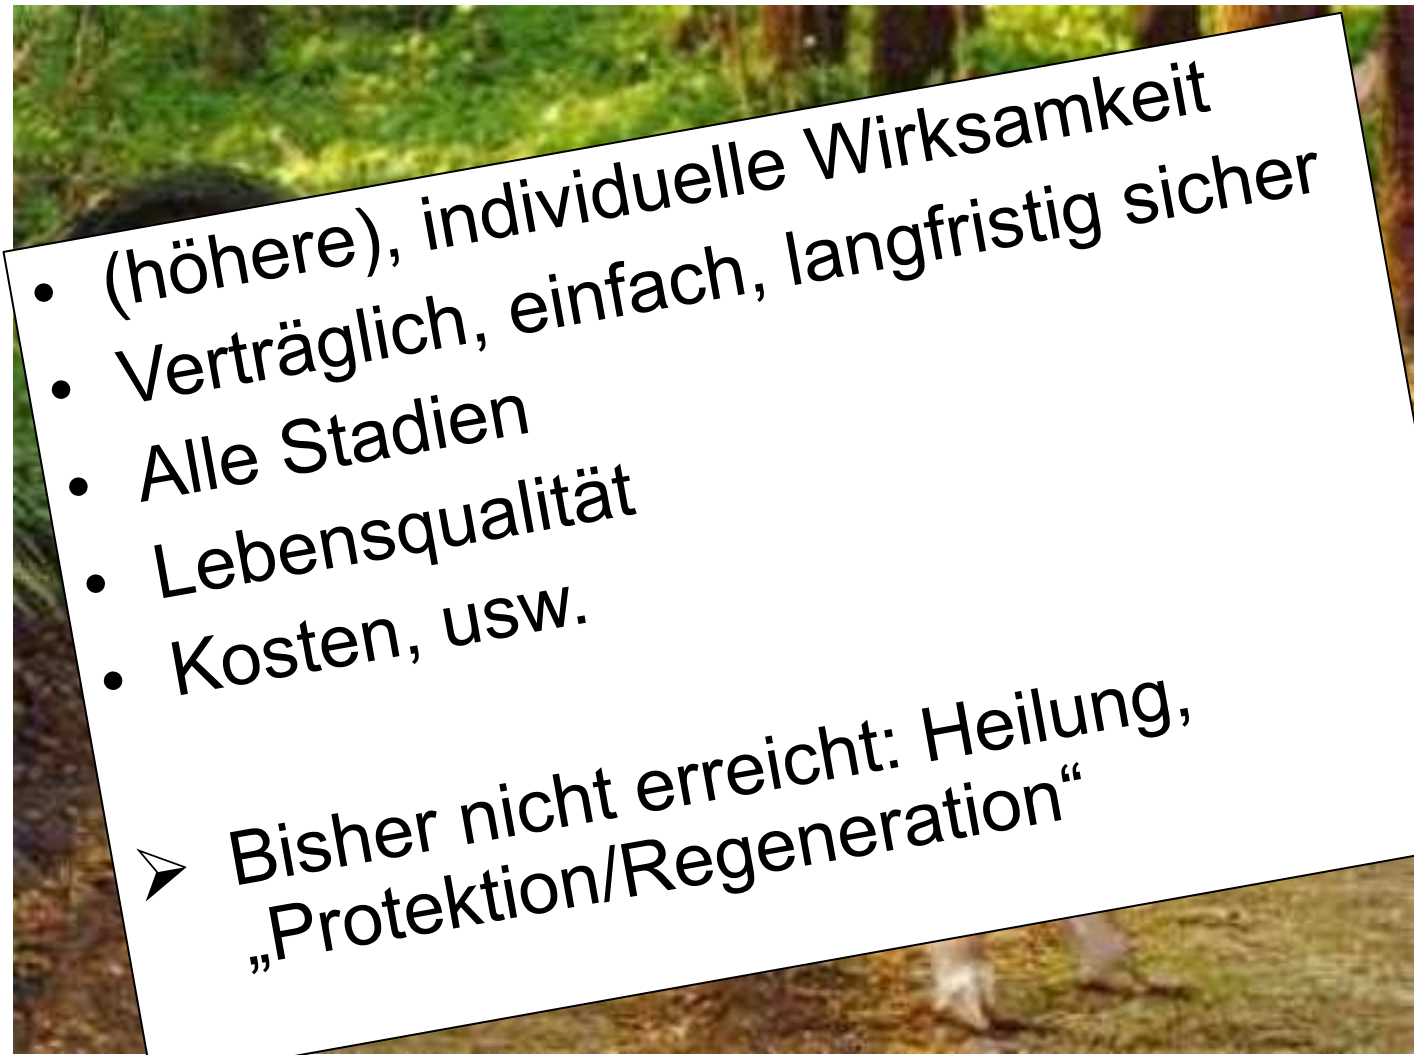 • (höhere), individuelle Wirksamkeit
• Verträglich, einfach, langfristig sicher
• Alle Stadien
• Lebensqualität
• Kosten, usw.
➢ Bisher nicht erreicht: Heilung,
„Protektion/Regeneration“